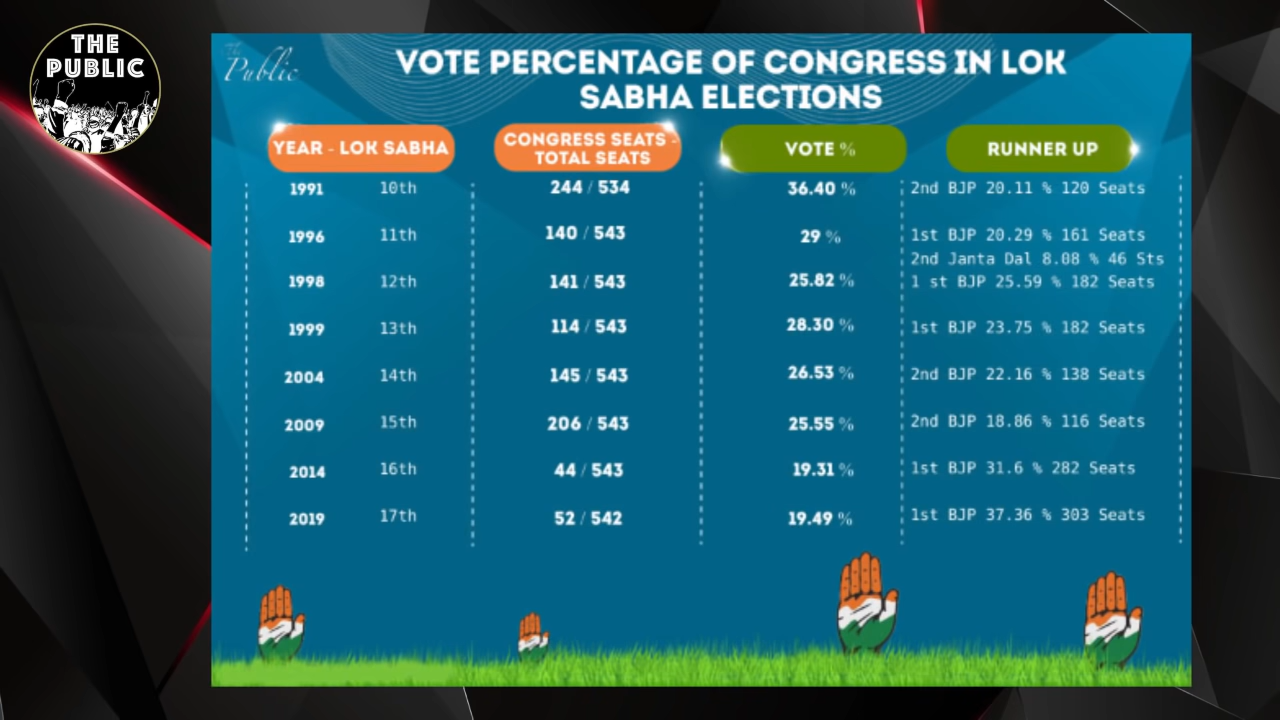 THE
PUBLIC
The
Public
VOTE PERCENTAGE OF CONGRESS IN LOK
SABHA ELECTIONS
YEAR - LOK SABHA
CONGRESS SEATS -
TOTAL SEATS
VOTE %
RUNNER UP
1991 10th 244 / 534 36.40 % 2nd BJP 20.11 % 120 Seats
1996 11th 140 / 543 29 % 1st BJP 20.29 % 161 Seats
2nd Janta Dal 8.08 % 46 Sts
1998 12th 141 / 543 25.82 % 1 st BJP 25.59 % 182 Seats
1999 13th 114 / 543 28.30 % 1st BJP 23.75 % 182 Seats
2004 14th 145 / 543 26.53 % 2nd BJP 22.16 % 138 Seats
2009 15th 206 / 543 25.55 % 2nd BJP 18.86 % 116 Seats
2014 16th 44 / 543 19.31 % 1st BJP 31.6 % 282 Seats
2019 17th 52 / 542 19.49 % 1st BJP 37.36 % 303 Seats